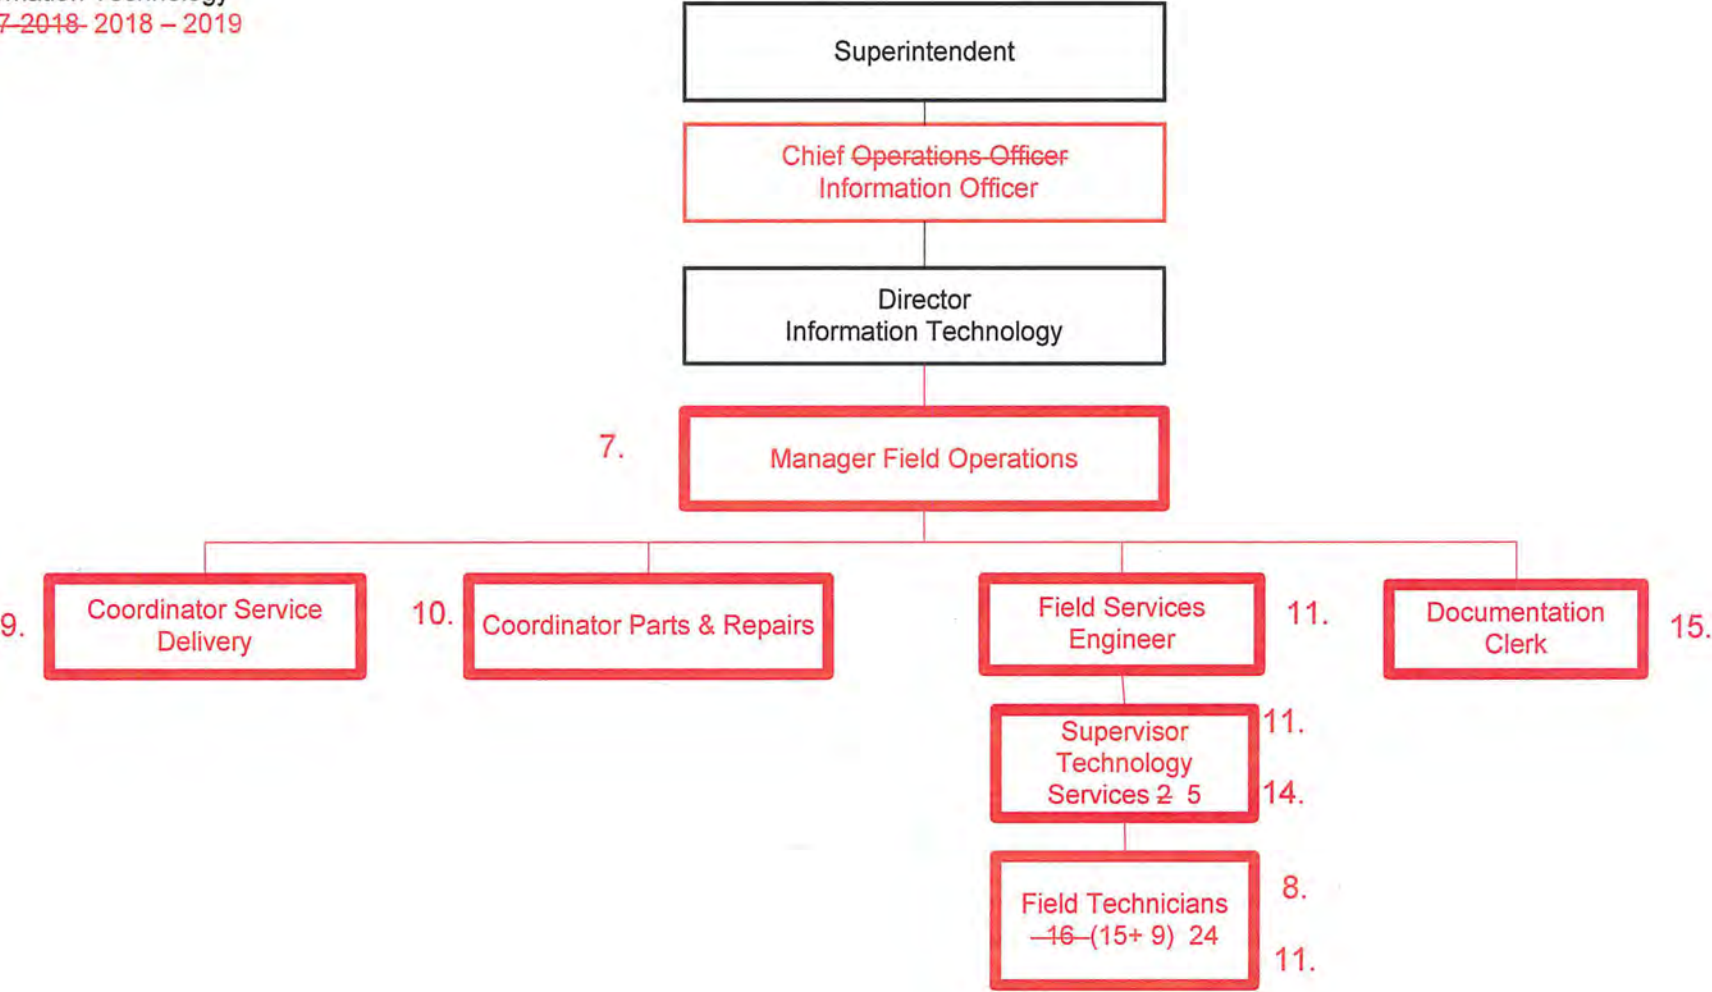 Technology
2018 2018 – 2019
Superintendent
Chief Operations Officer
Information Officer
Director
Information Technology
7.
Manager Field Operations
9.
Coordinator Service
Delivery
10.
Coordinator Parts & Repairs
Field Services
Engineer
11.
Documentation
Clerk
15.
Supervisor
Technology
Services 2 5
11.
14.
Field Technicians
16 (15+ 9) 24
8.
11.